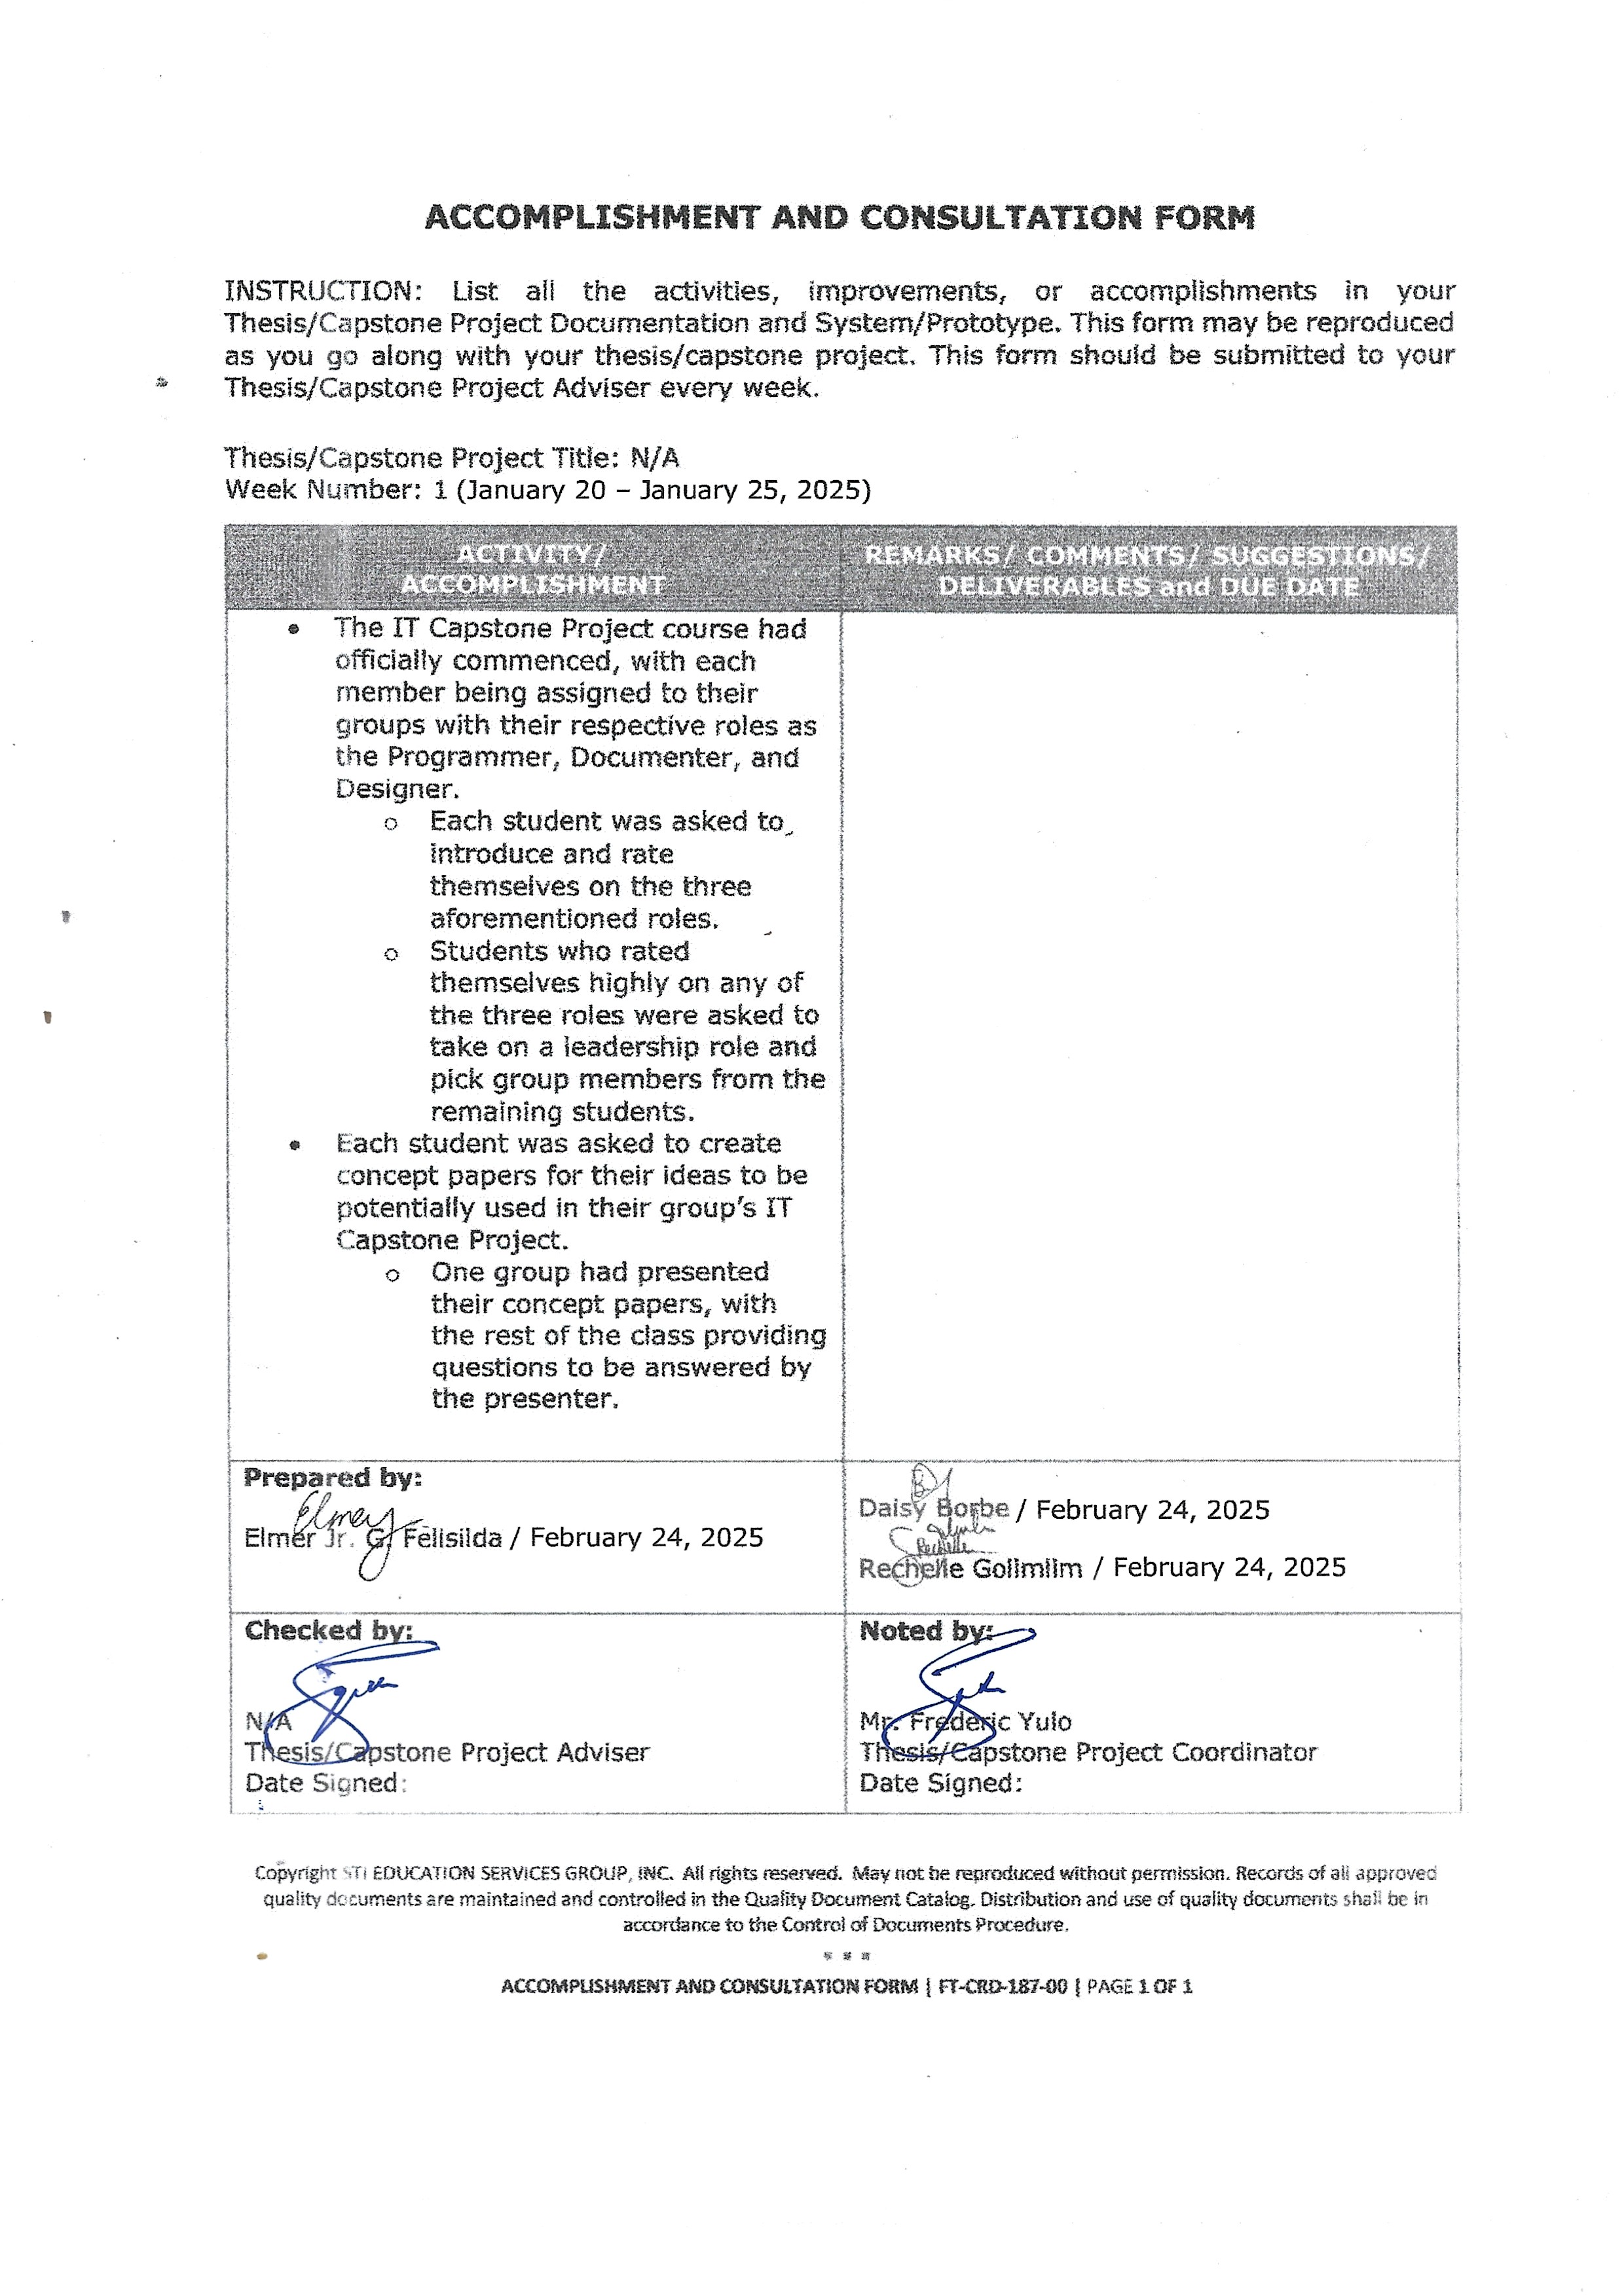 ACCOMPLISHMENT AND CONSULTATION FORM
INSTRUCTION: List all the activities, improvements, or accomplishments in your
Thesis/Capstone Project Documentation and System/Prototype. This form may be reproduced
as you go along with your thesis/capstone project. This form should be submitted to your
Thesis/Capstone Project Adviser every week.
Thesis/Capstone Project Title: N/A
Week Number: 1 (January 20 – January 25, 2025)
ACTIVITY/
ACCOMPLISHMENT
REMARKS/ COMMENTS/ SUGGESTIONS/
DELIVERABLES and DUE DATE
• The IT Capstone Project course had
officially commenced, with each
member being assigned to their
groups with their respective roles as
the Programmer, Documenter, and
Designer.
o Each student was asked to
introduce and rate
themselves on the three
aforementioned roles.
o Students who rated
themselves highly on any of
the three roles were asked to
take on a leadership role and
pick group members from the
remaining students.
• Each student was asked to create
concept papers for their ideas to be
potentially used in their group's IT
Capstone Project.
o One group had presented
their concept papers, with
the rest of the class providing
questions to be answered by
the presenter.
Prepared by:
Elmer
Elmer Jr. G. Felisilda / February 24, 2025
Daisy Borbe / February 24, 2025
Rechelle
Rechelle Golimlim / February 24, 2025
Checked by:
N/A
Thesis/Capstone Project Adviser
Date Signed:
Noted by:
Mr. Frederic Yulo
Thesis/Capstone Project Coordinator
Date Signed:
Copyright STI EDUCATION SERVICES GROUP, INC. All rights reserved. May not be reproduced without permission. Records of all approved
quality documents are maintained and controlled in the Quality Document Catalog. Distribution and use of quality documents shall be in
accordance to the Control of Documents Procedure.
* * *
ACCOMPLISHMENT AND CONSULTATION FORM | FT-CRD-187-00 | PAGE 1 OF 1